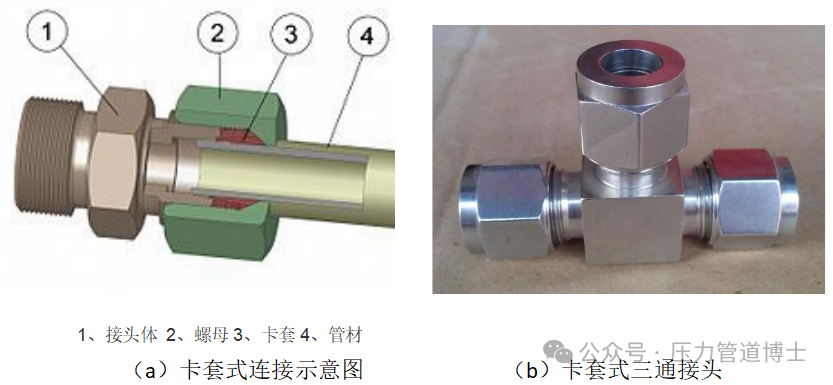 1 2 3 4
1、接头体 2、螺母 3、卡套 4、管材
(a)卡套式连接示意图
(b)卡套式三通接头
公众号·压力管道博士